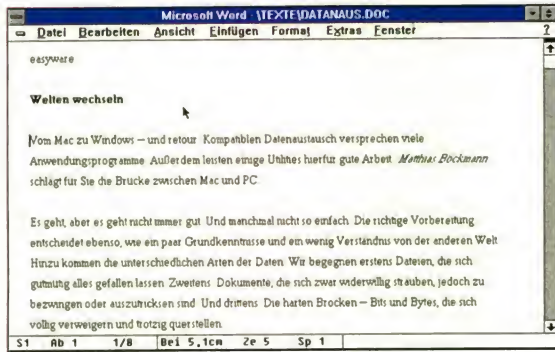 Microsoft Word - \TEXTE\DATANAUS.DOC
Datei Bearbeiten Ansicht Einfügen Format Extras Fenster ?
easyware
Welten wechseln
Vom Mac zu Windows – und retour. Kompatiblen Datenaustausch versprechen viele
Anwendungsprogramme. Außerdem leisten einige Utilities hierfür gute Arbeit. Matthias Böckmann
schlägt für Sie die Brücke zwischen Mac und PC.
Es geht, aber es geht nicht immer gut. Und manchmal nicht so einfach. Die richtige Vorbereitung
entscheidet ebenso, wie ein paar Grundkenntnisse und ein wenig Verständnis von der anderen Welt.
Hinzu kommen die unterschiedlichen Arten der Daten. Wir begegnen erstens Dateien, die sich
gutmütig alles gefallen lassen. Zweitens: Dokumente, die sich zwar widerwillig sträuben, jedoch zu
bezwingen oder auszutricksen sind. Und drittens: Die harten Brocken – Bits und Bytes, die sich
völlig verweigern und trotzig querstellen.
S1 Ab 1 1/8 Bei 5,1cm Ze 5 Sp 1